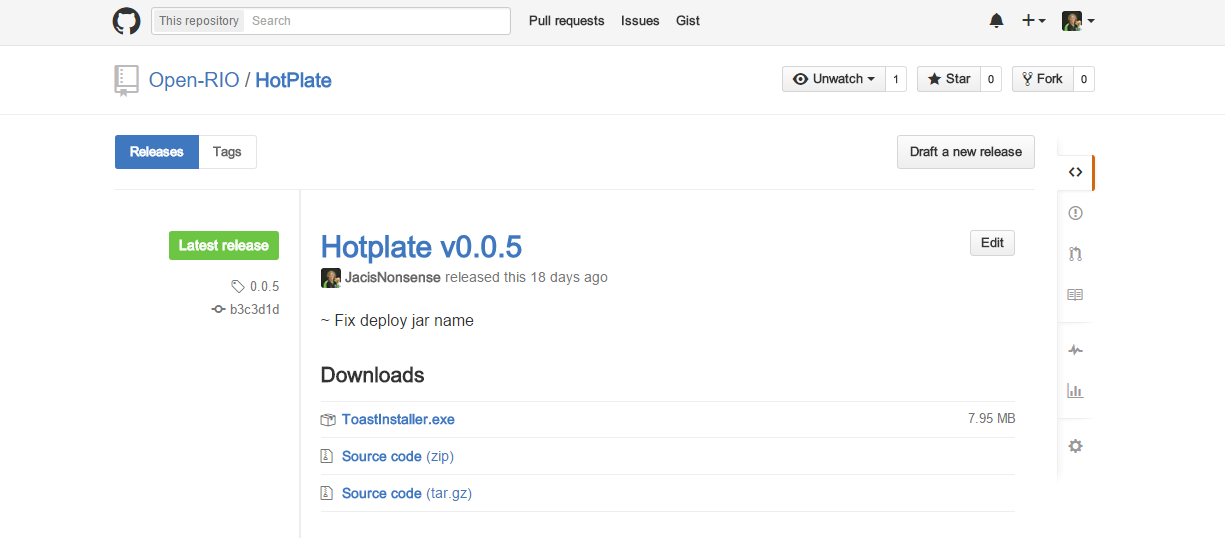 This repository Search Pull requests Issues Gist
Open-RIO / HotPlate Unwatch 1 Star 0 Fork 0
Releases Tags Draft a new release
Latest release
0.0.5
b3c3d1d
Hotplate v0.0.5 Edit
JacisNonsense released this 18 days ago
~ Fix deploy jar name
Downloads
ToastInstaller.exe 7.95 MB
Source code (zip)
Source code (tar.gz)